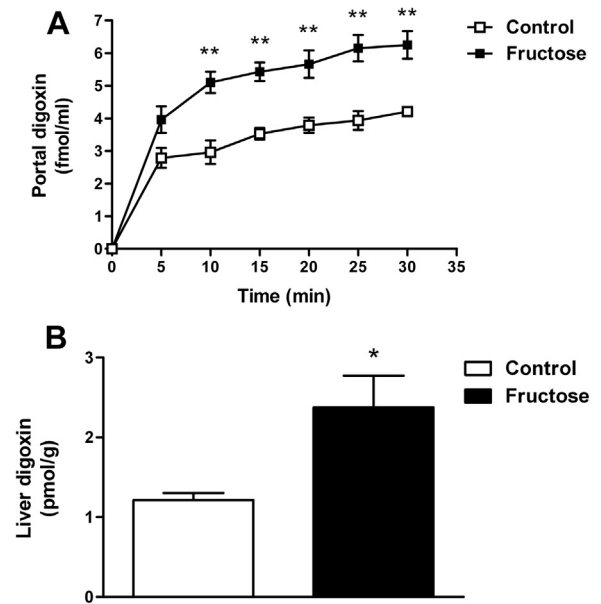 A
Control
Fructose
Portal digoxin
(fmol/ml)
7
6
5
4
3
2
1
0
** ** ** ** **
0 5 10 15 20 25 30 35
Time (min)
B
Control
Fructose
Liver digoxin
(pmol/g)
3
2
1
0
*